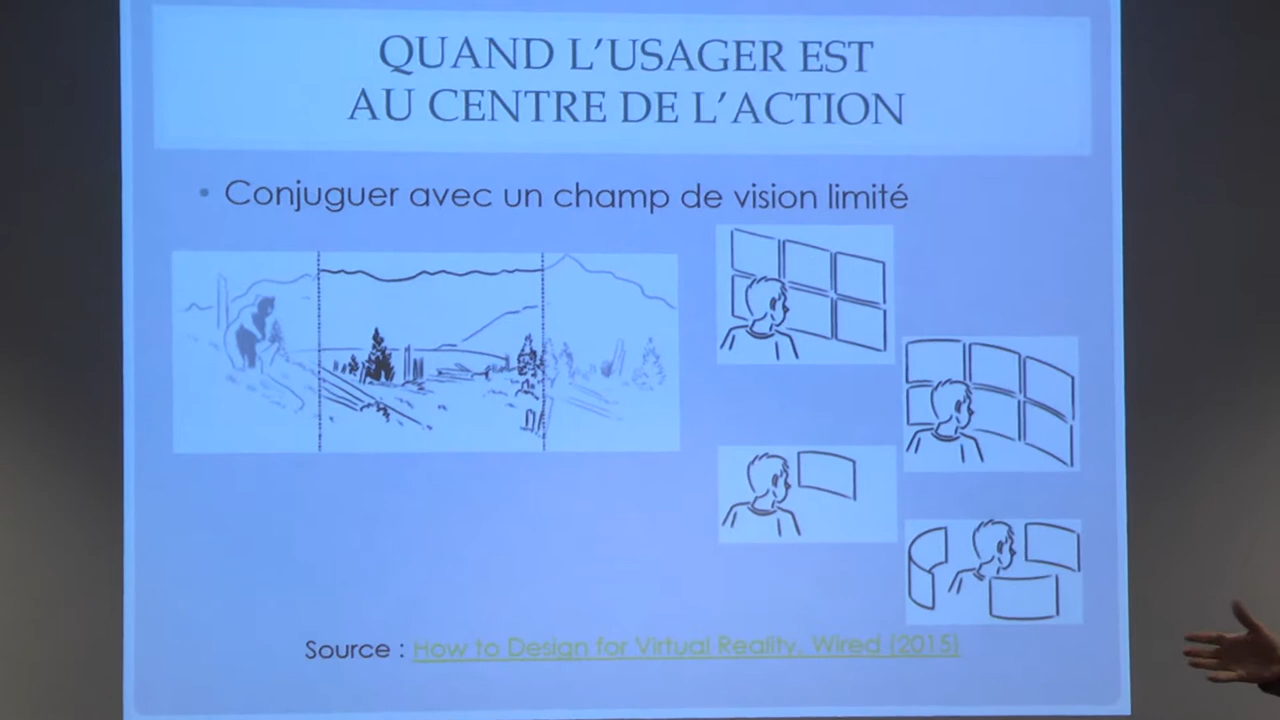 QUAND L'USAGER EST
AU CENTRE DE L'ACTION
• Conjuguer avec un champ de vision limité
Source : How to Design for Virtual Reality, Wired (2015)